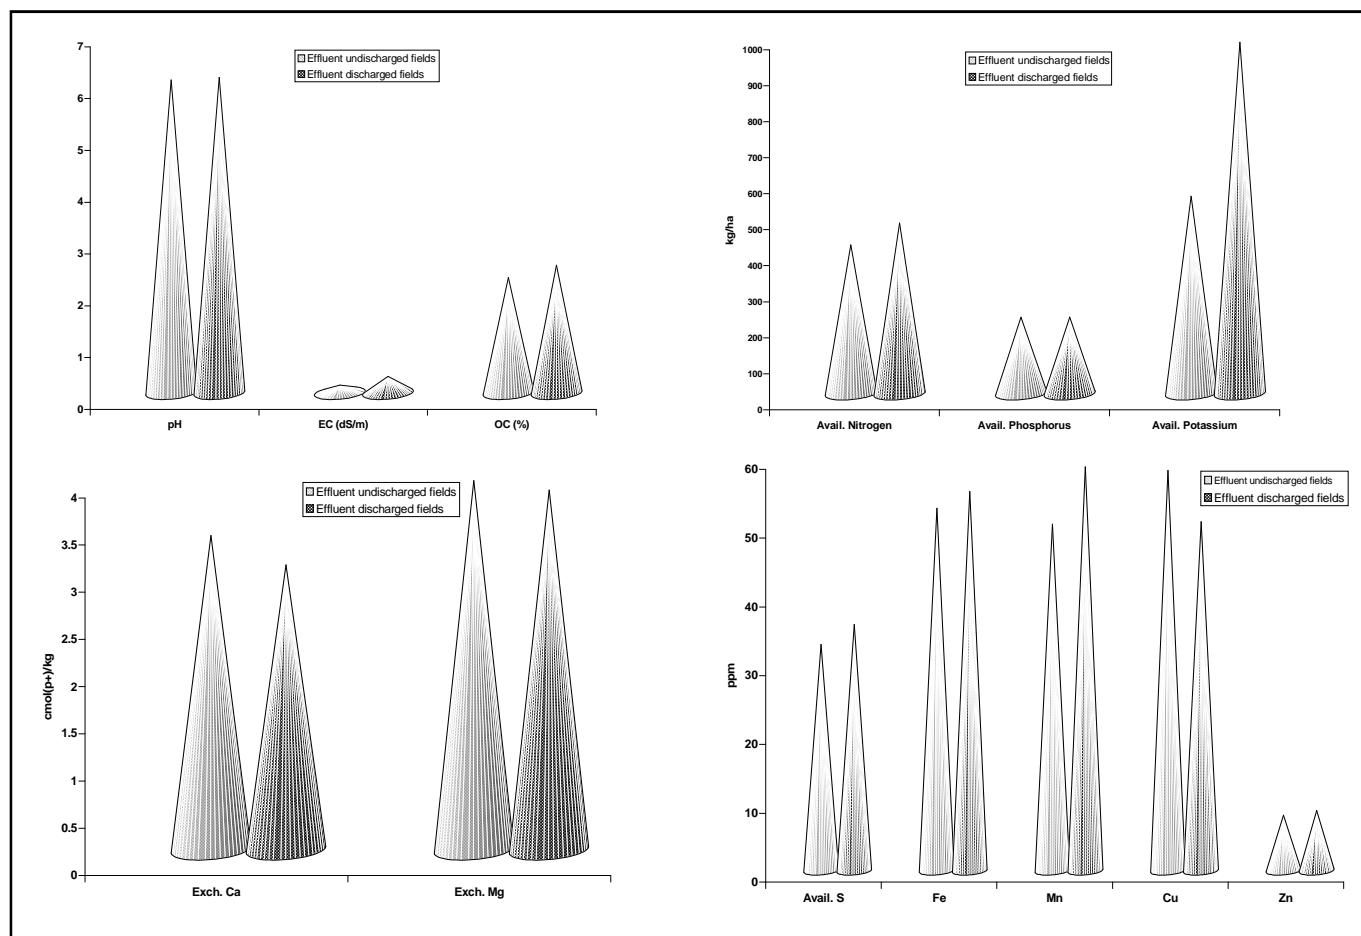 7
6
5
4
3
2
1
0
Effluent undischarged fields
Effluent discharged fields
pH
EC (dS/m)
OC (%)
1000
900
800
700
600
500
400
300
200
100
0
kg/ha
Effluent undischarged fields
Effluent discharged fields
Avail. Nitrogen
Avail. Phosphorus
Avail. Potassium
4
3.5
3
2.5
2
1.5
1
0.5
0
cmol(p+)/kg
Effluent undischarged fields
Effluent discharged fields
Exch. Ca
Exch. Mg
60
50
40
30
20
10
0
ppm
Effluent undischarged fields
Effluent discharged fields
Avail. S
Fe
Mn
Cu
Zn